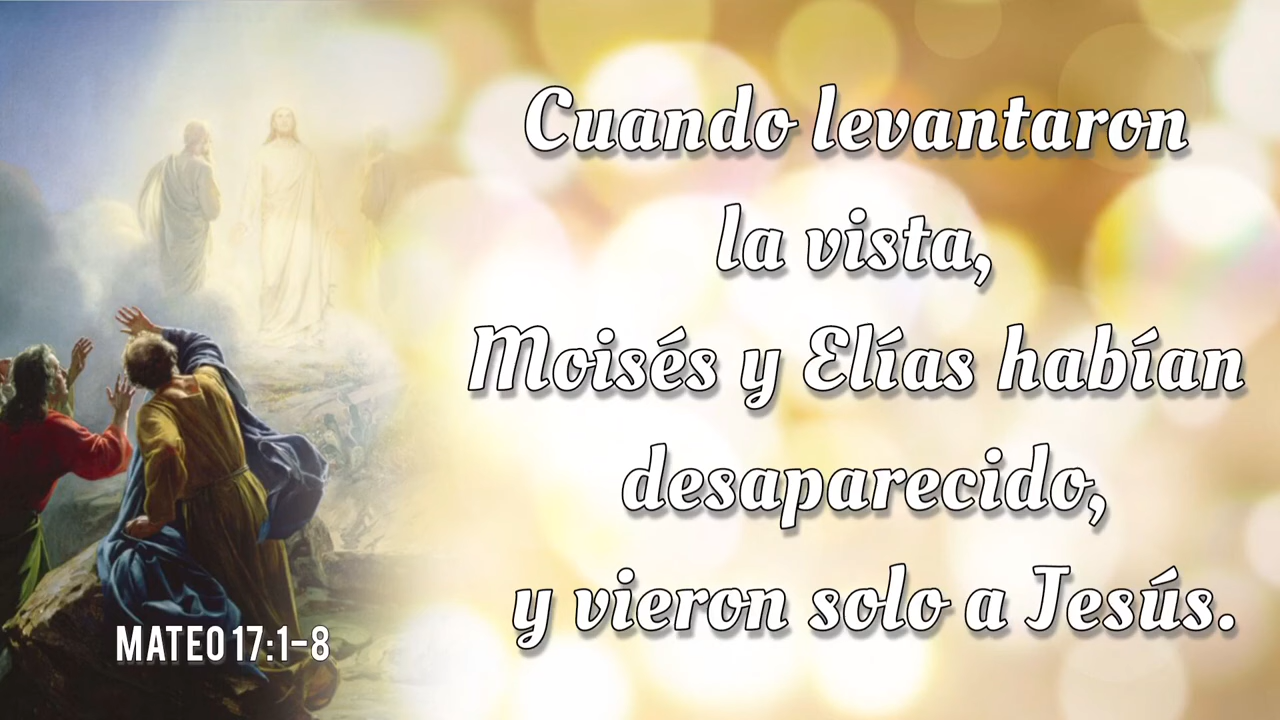 Cuando levantaron
la vista,
Moisés y Elías habían
desaparecido,
y vieron solo a Jesús.
MATEO 17:1-8